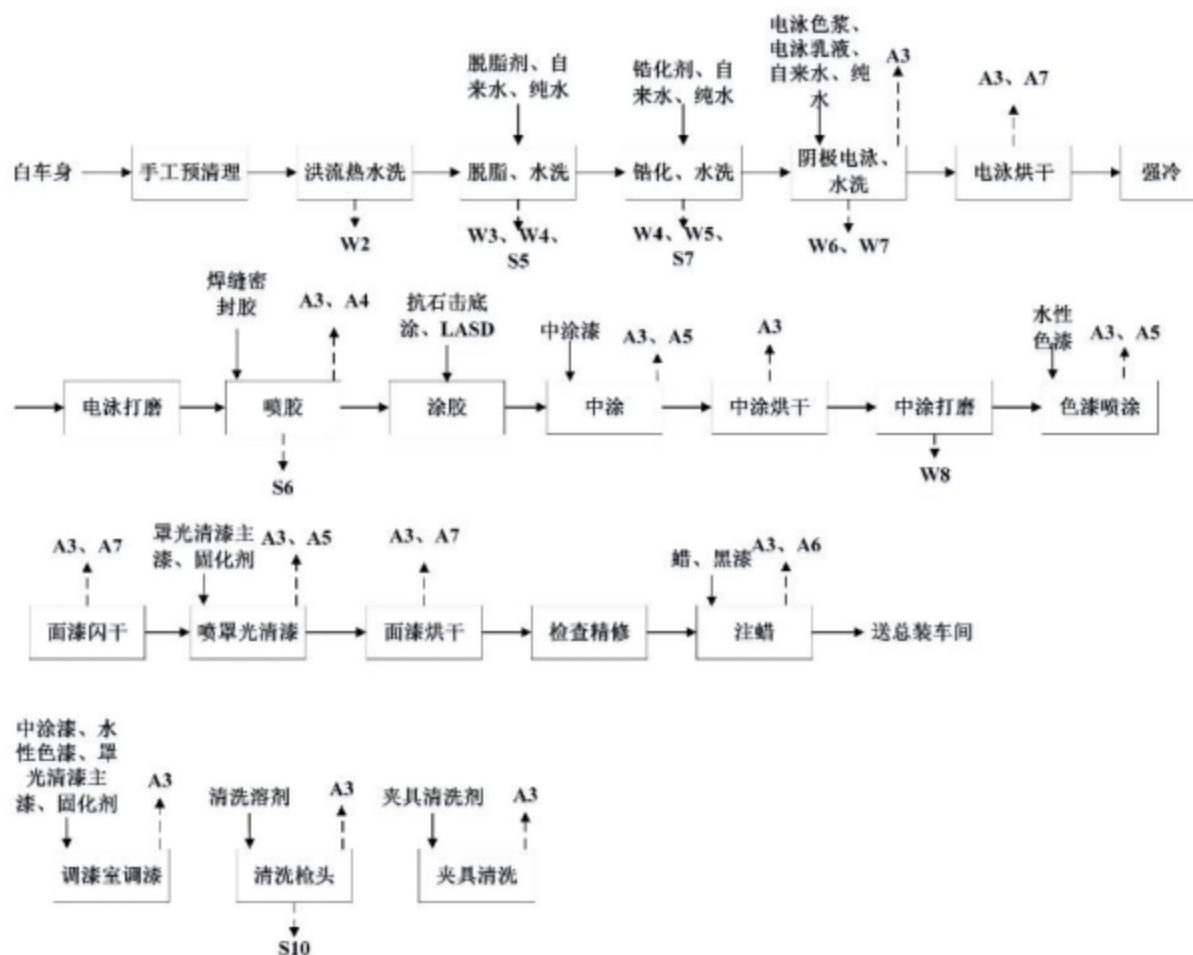 脱脂剂、自
来水、纯水
锆化剂、自
来水、纯水
电泳色浆、
电泳乳液、
自来水、纯
水
A3
A3、A7
白车身
手工预清理
洪流热水洗
脱脂、水洗
锆化、水洗
阴极电泳、
水洗
电泳烘干
强冷
W2
W3、W4、
S5
W4、W5、
S7
W6、W7
焊缝密
封胶
A3、A4
抗石击底
涂、LASD
中涂漆
A3、A5
A3
水性
色漆
A3、A5
电泳打磨
喷胶
涂胶
中涂
中涂烘干
中涂打磨
色漆喷涂
S6
W8
A3、A7
罩光清漆主
漆、固化剂
A3、A5
A3、A7
蜡、黑漆
A3、A6
面漆闪干
喷罩光清漆
面漆烘干
检查精修
注蜡
送总装车间
中涂漆、水
性色漆、罩
光清漆主
漆、固化剂
A3
清洗溶剂
A3
夹具清洗剂
A3
调漆室调漆
清洗枪头
夹具清洗
S10